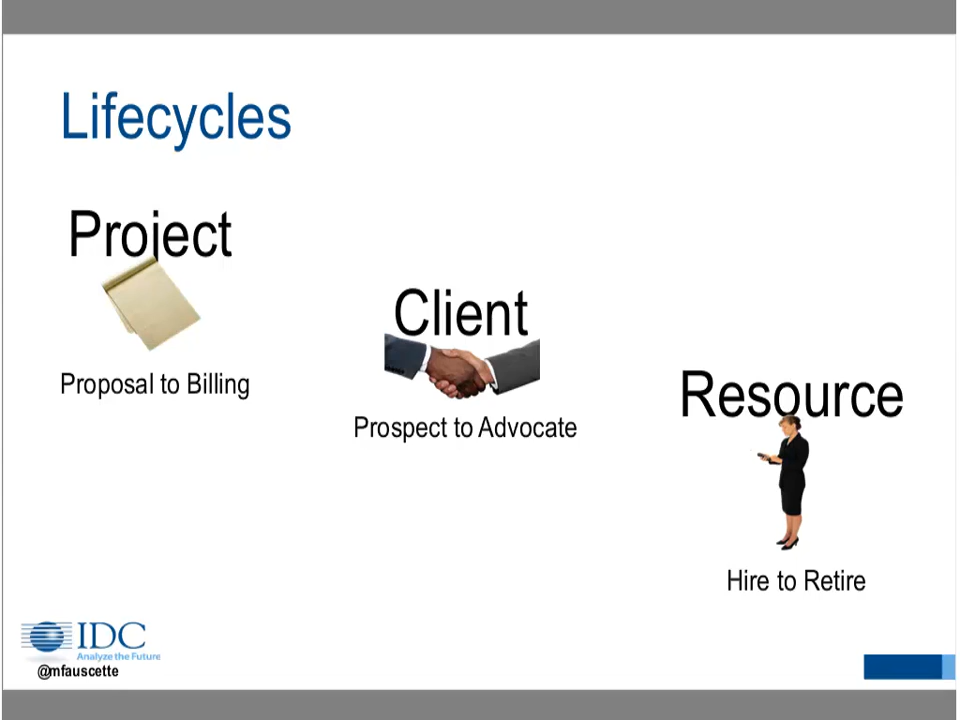 Lifecycles
Project
Proposal to Billing
Client
Prospect to Advocate
Resource
Hire to Retire
IDC
Analyze the Future
@mfauscette